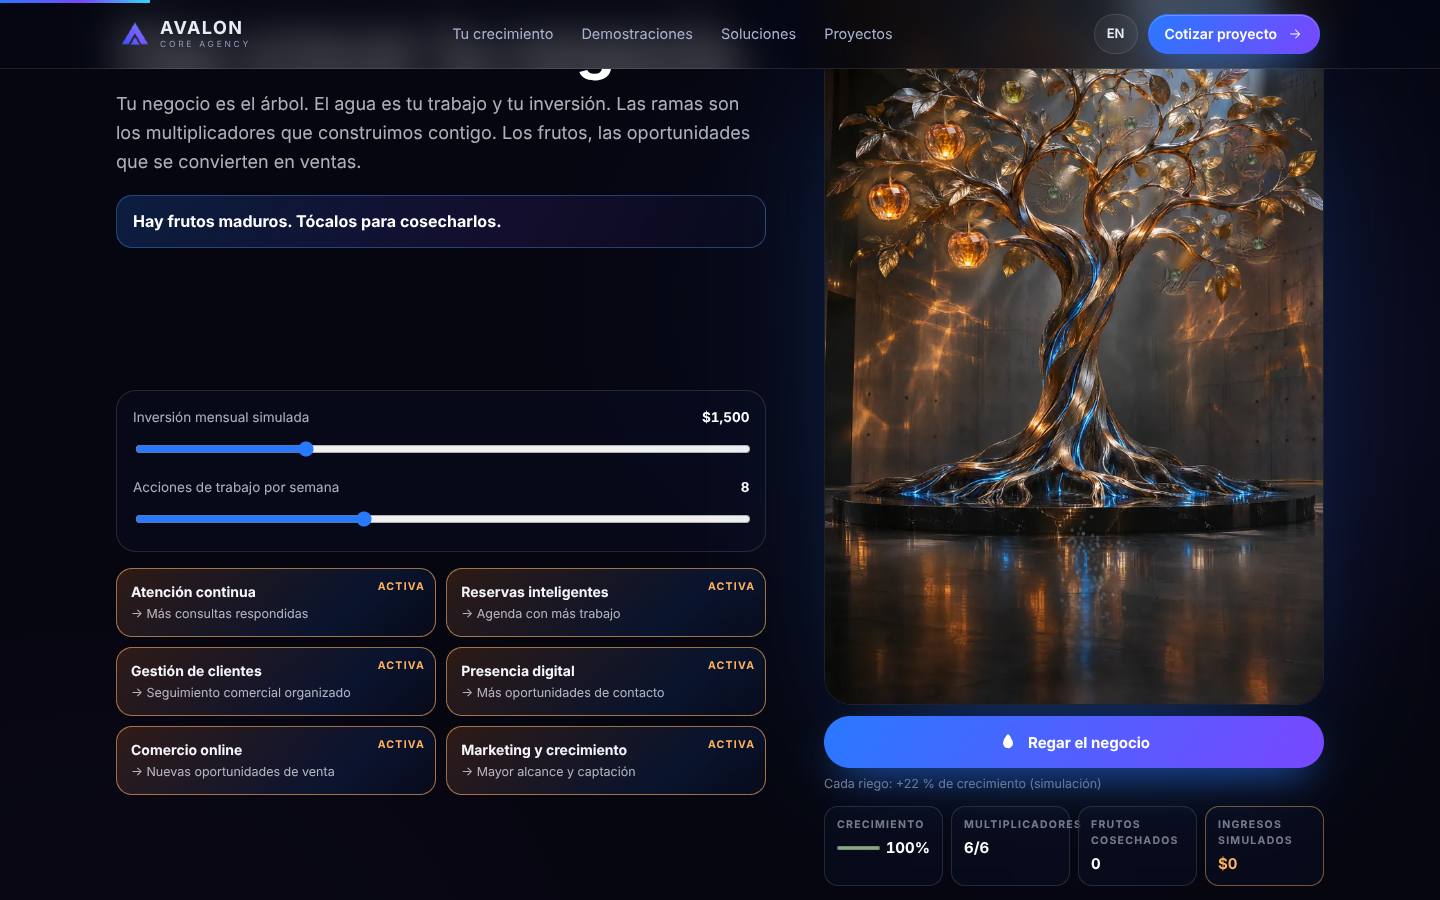 AVALON
CORE AGENCY
Tu crecimiento
Demostraciones
Soluciones
Proyectos
EN
Cotizar proyecto →
Tu negocio es el árbol. El agua es tu trabajo y tu inversión. Las ramas son
los multiplicadores que construimos contigo. Los frutos, las oportunidades
que se convierten en ventas.
Hay frutos maduros. Tócalos para cosecharlos.
Inversión mensual simulada
$1,500
Acciones de trabajo por semana
8
Atención continua
ACTIVA
→ Más consultas respondidas
Reservas inteligentes
ACTIVA
→ Agenda con más trabajo
Gestión de clientes
ACTIVA
→ Seguimiento comercial organizado
Presencia digital
ACTIVA
→ Más oportunidades de contacto
Comercio online
ACTIVA
→ Nuevas oportunidades de venta
Marketing y crecimiento
ACTIVA
→ Mayor alcance y captación
Regar el negocio
Cada riego: +22 % de crecimiento (simulación)
CRECIMIENTO
100%
MULTIPLICADORES
6/6
FRUTOS
COSECHADOS
0
INGRESOS
SIMULADOS
$0